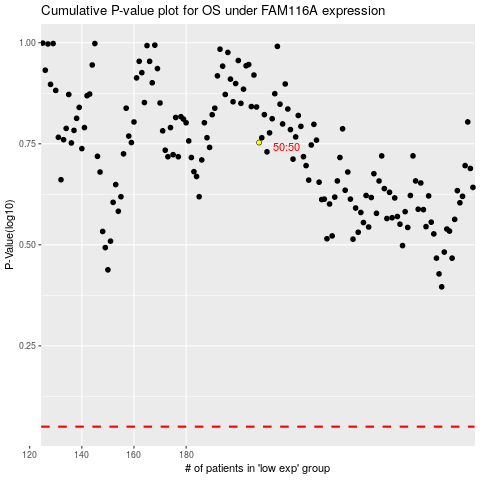 Cumulative P-value plot for OS under FAM116A expression
P-Value(log10)
1.00
0.75
0.50
0.25
50:50
120 140 160 180
# of patients in 'low exp' group